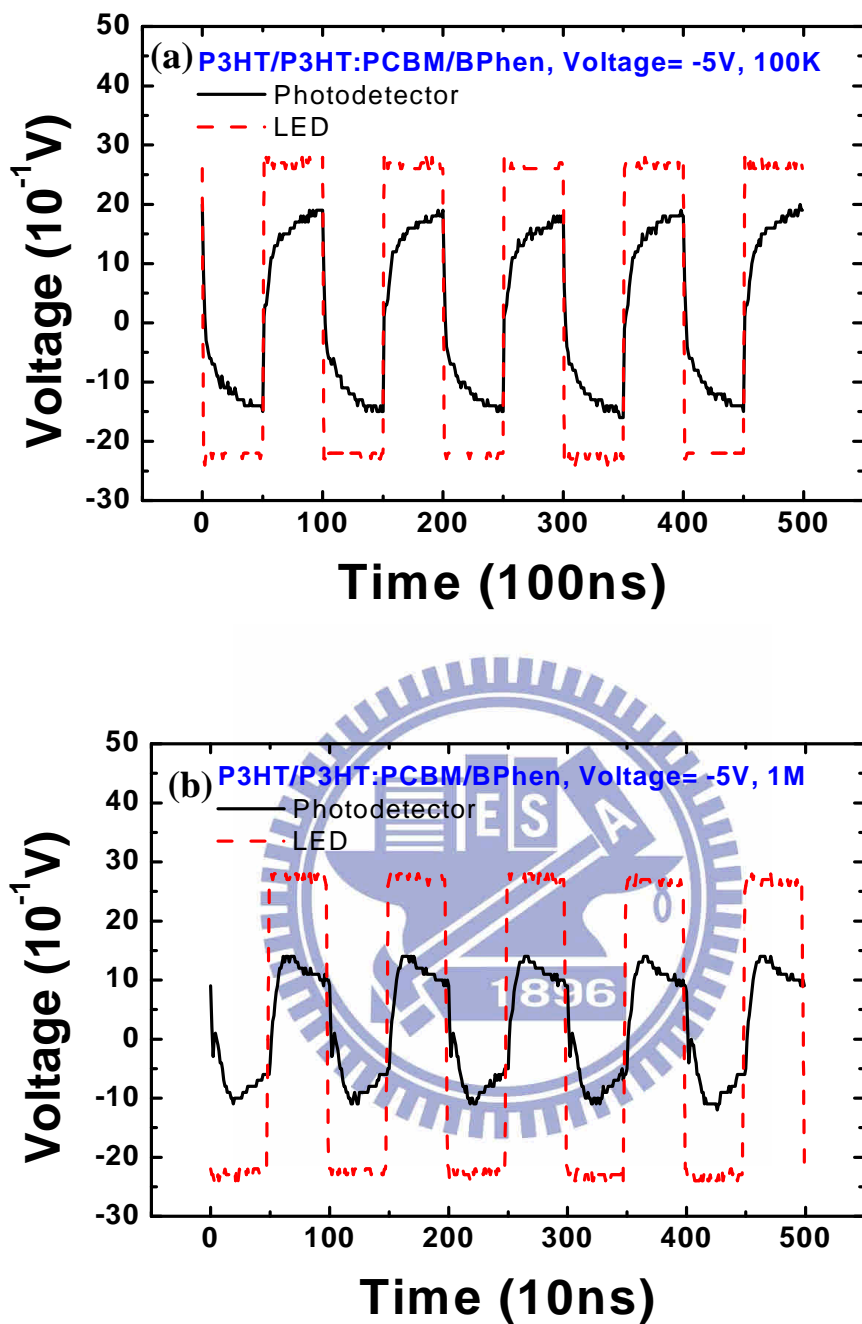 (a) P3HT/P3HT:PCBM/BPhen, Voltage= -5V, 100K
Photodetector
LED
50
40
30
20
10
0
-10
-20
-30
Voltage (10⁻¹V)
0 100 200 300 400 500
Time (100ns)
(b) P3HT/P3HT:PCBM/BPhen, Voltage= -5V, 1M
Photodetector
LED
50
40
30
20
10
0
-10
-20
-30
Voltage (10⁻¹V)
E S A
1896
0 100 200 300 400 500
Time (10ns)